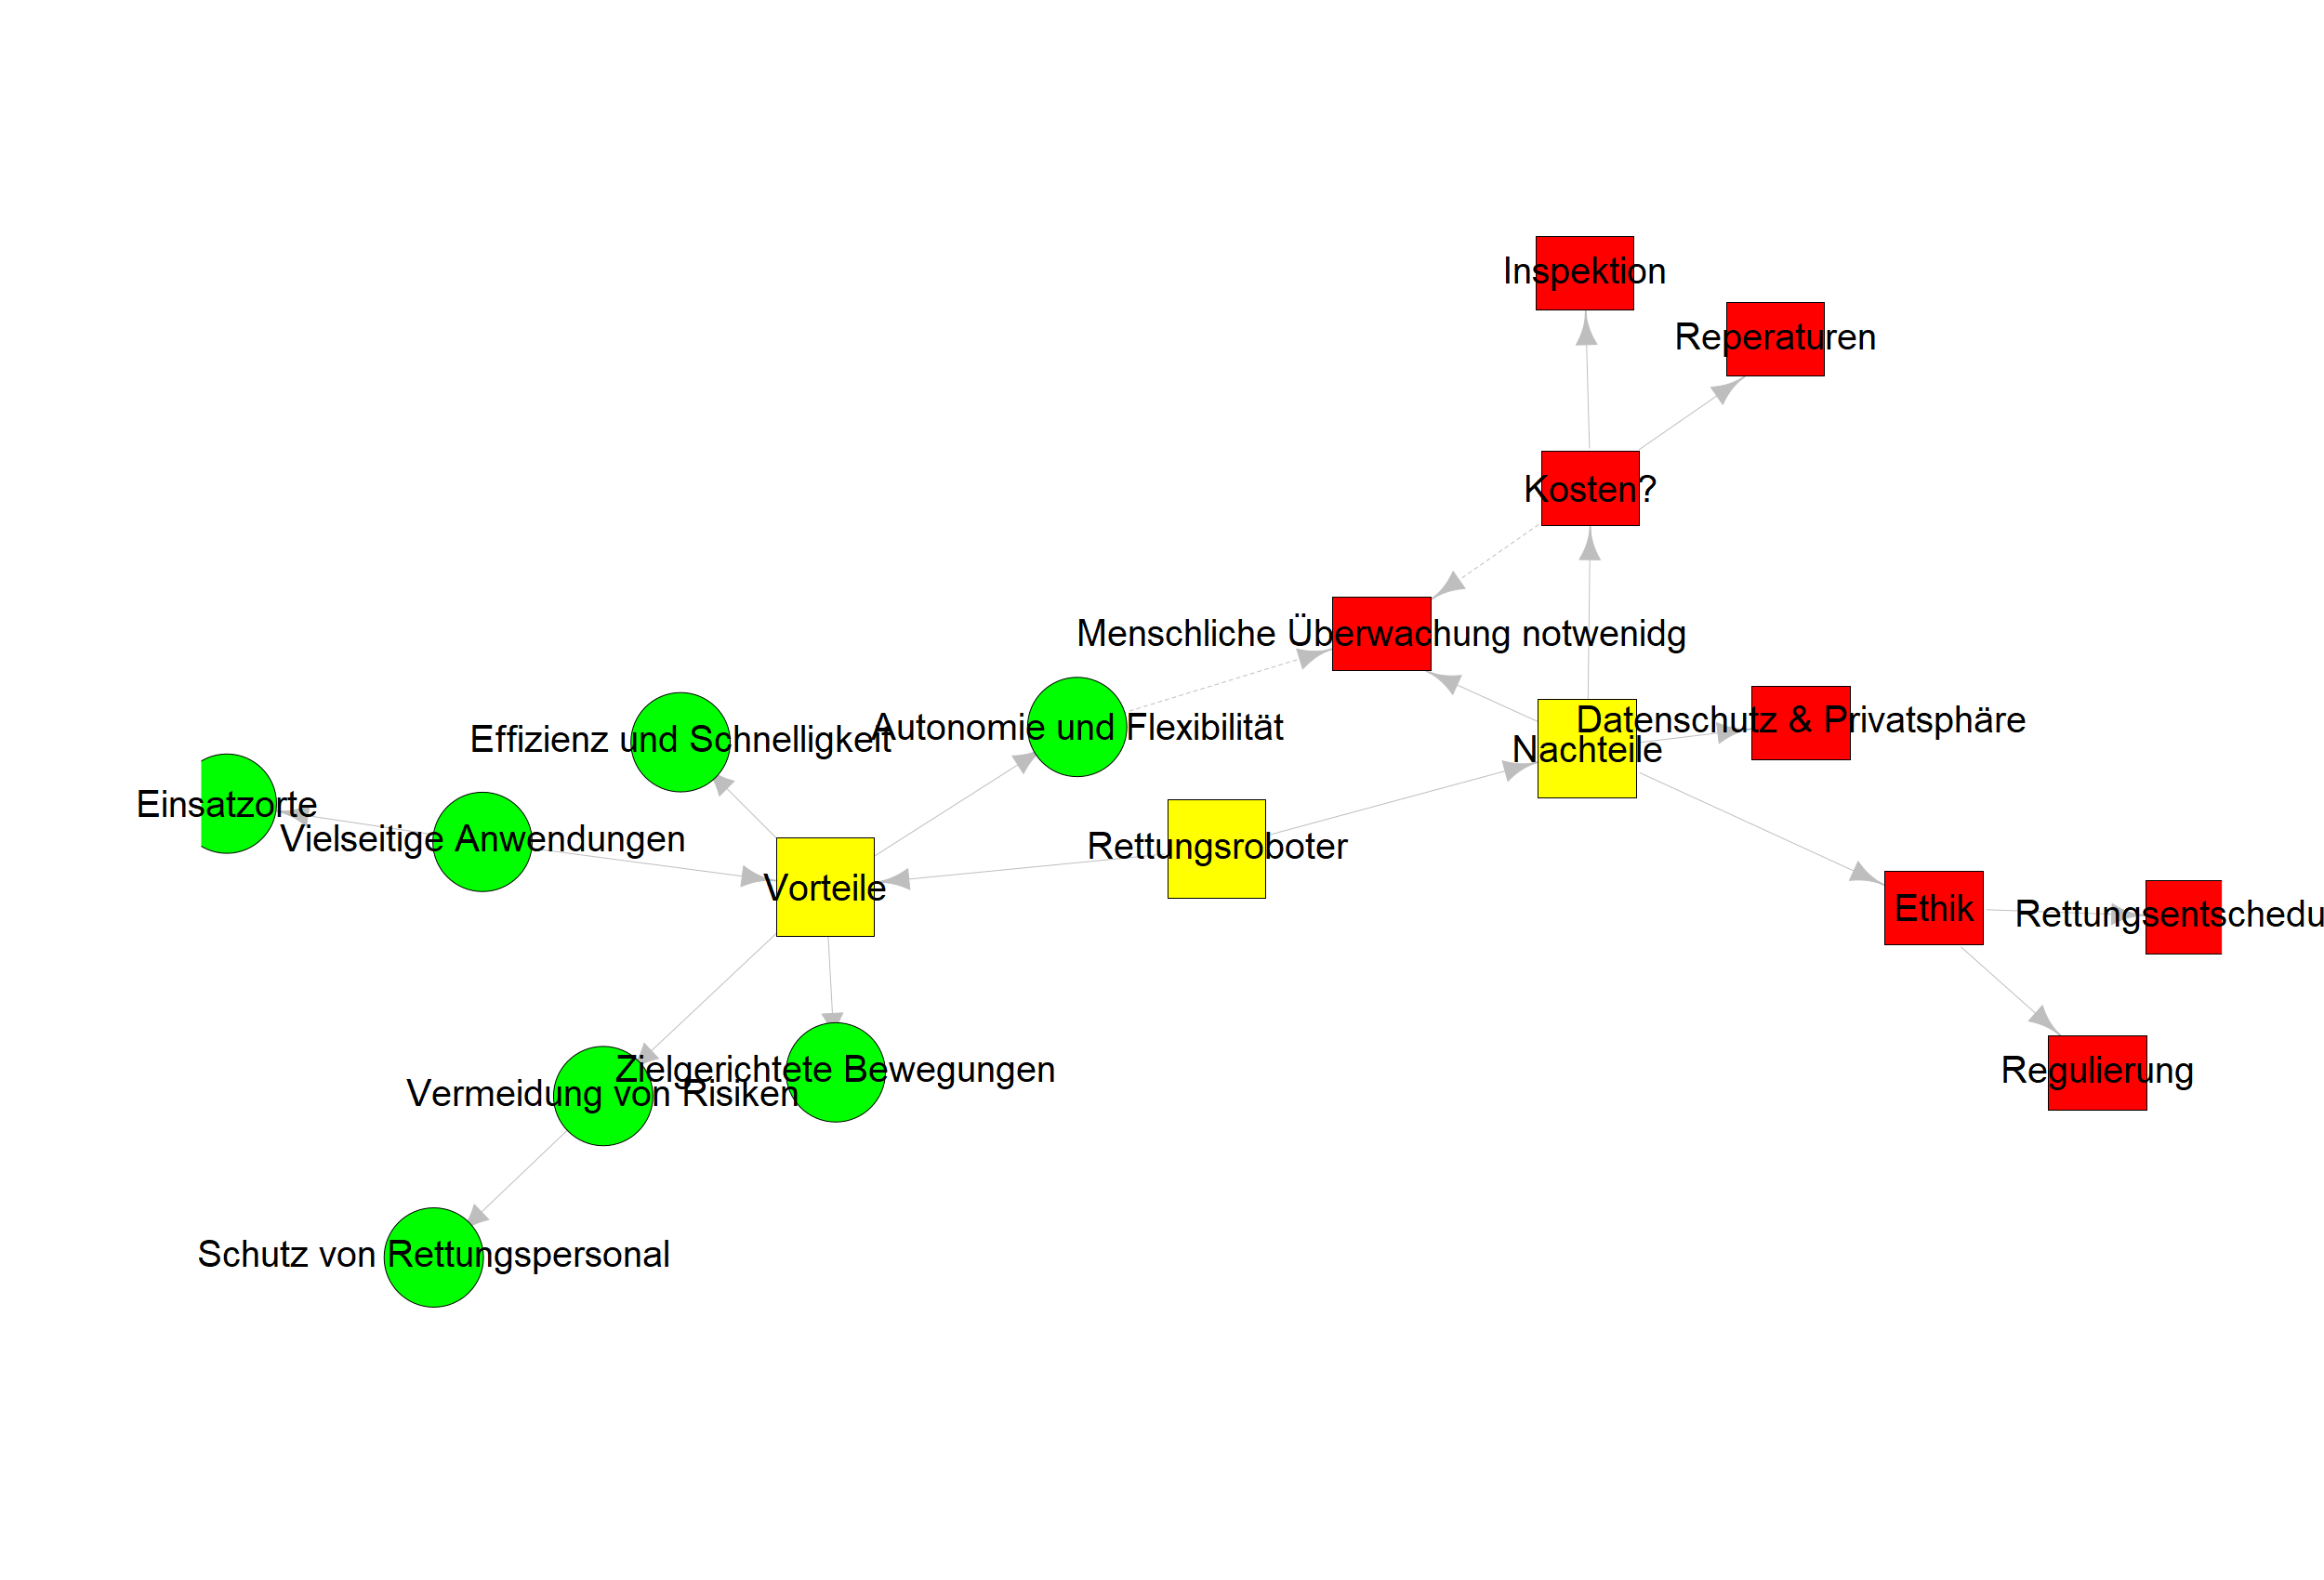 Inspektion
Reperaturen
Kosten?
Menschliche Überwachung notwenidg
Datenschutz & Privatsphäre
Effizienz und Schnelligkeit
Autonomie und Flexibilität
Nachteile
Einsatzorte
Vielseitige Anwendungen
Rettungsroboter
Vorteile
Ethik
Rettungsentschedu
Zielgerichtete Bewegungen
Regulierung
Vermeidung von Risiken
Schutz von Rettungspersonal